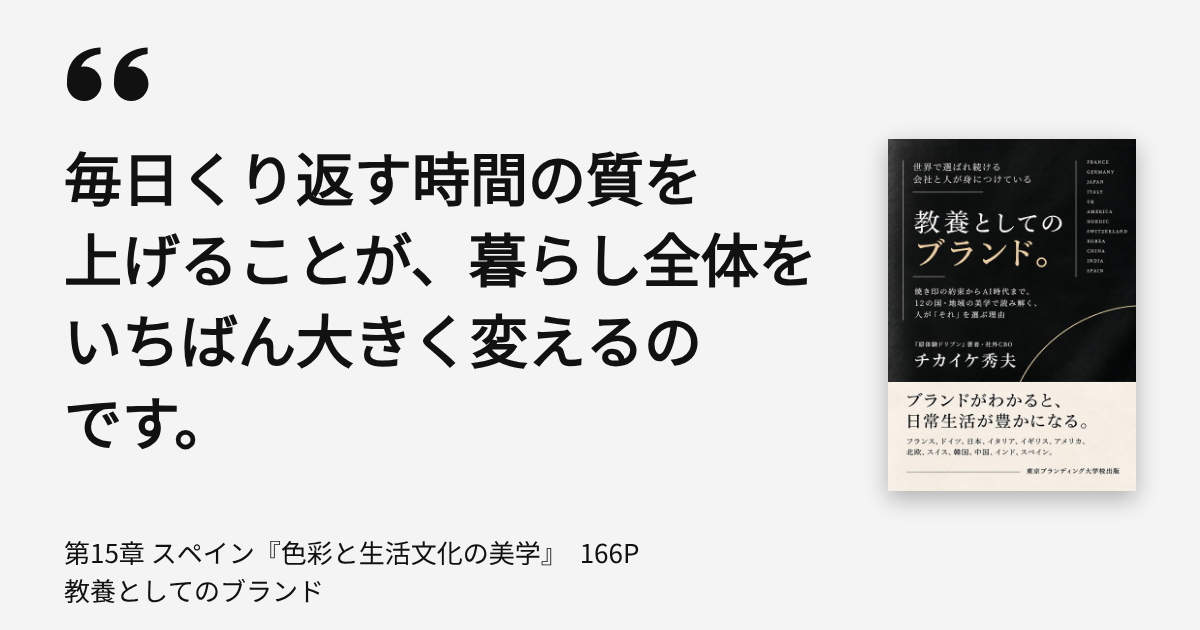 “
毎日くり返す時間の質を
上げることが、暮らし全体を
いちばん大きく変えるの
です。
第15章 スペイン『色彩と生活文化の美学』 166P
教養としてのブランド
世界で選ばれ続ける
会社と人が身につけている
教養としての
ブランド。
焼き印の約束からAI時代まで。
12の国・地域の美学で読み解く、
人が「それ」を選ぶ理由
『原体験ドリブン』著者・社外CBO
チカイケ秀夫
FRANCE
GERMANY
JAPAN
ITALY
UK
AMERICA
NORDIC
SWITZERLAND
KOREA
CHINA
INDIA
SPAIN
ブランドがわかると、
日常生活が豊かになる。
フランス、ドイツ、日本、イタリア、イギリス、アメリカ、
北欧、スイス、韓国、中国、インド、スペイン。
東京ブランディング大学校出版